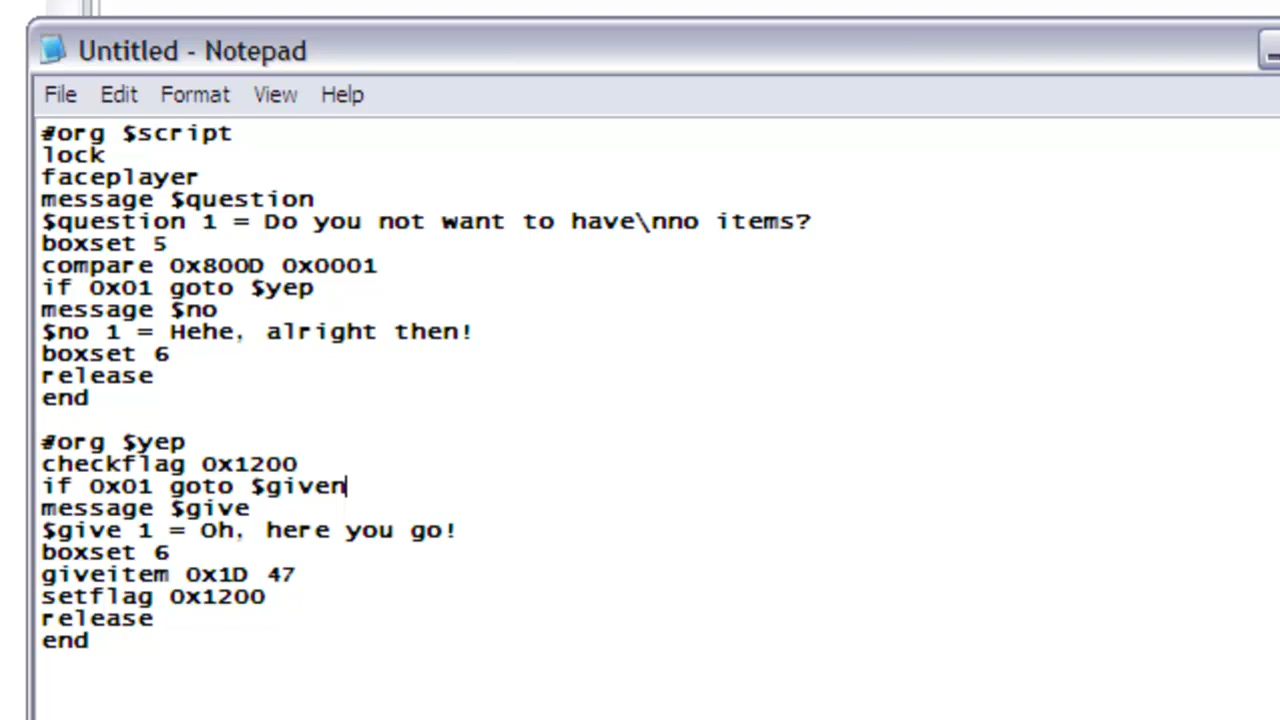 Untitled - Notepad
File Edit Format View Help
#org $script
lock
faceplayer
message $question
$question 1 = Do you not want to have\nno items?
boxset 5
compare 0x800D 0x0001
if 0x01 goto $yep
message $no
$no 1 = Hehe, alright then!
boxset 6
release
end
#org $yep
checkflag 0x1200
if 0x01 goto $given
message $give
$give 1 = Oh, here you go!
boxset 6
giveitem 0x1D 47
setflag 0x1200
release
end